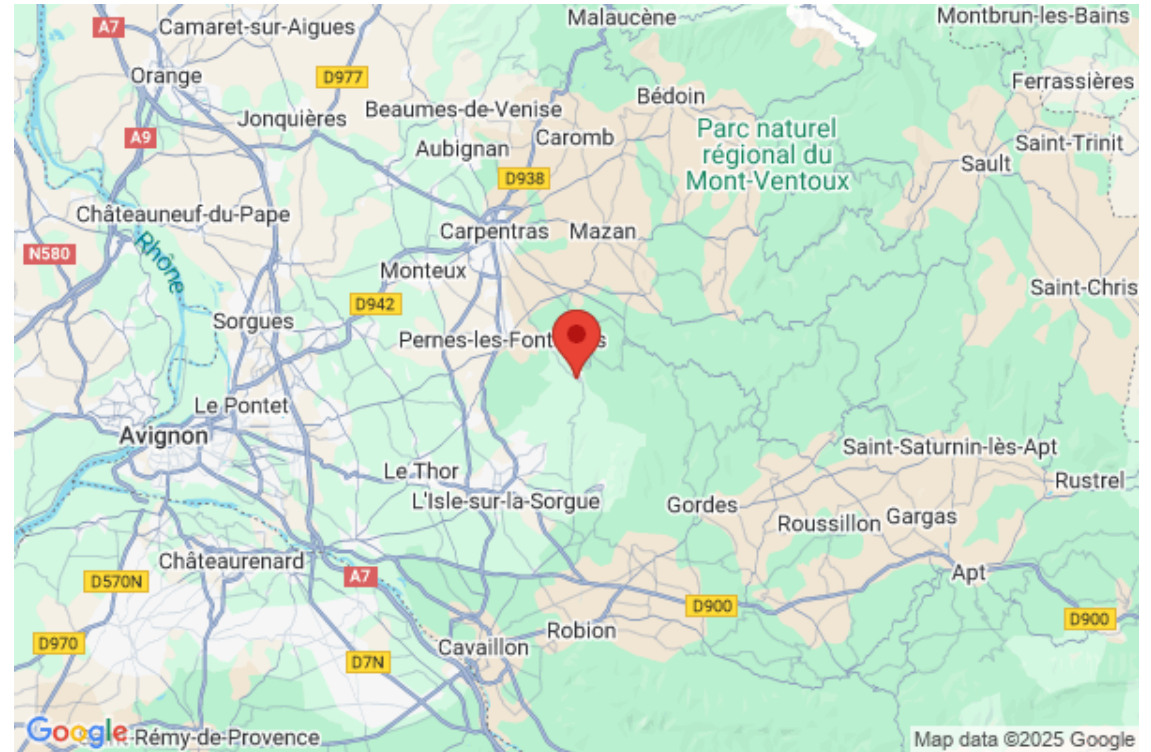 Malaucène
Montbrun-les-Bains
A7
Camaret-sur-Aigues
Orange
D977
Ferrassières
Bédoin
Beaumes-de-Venise
Jonquières
A9
Caromb
Parc naturel
régional du
Mont-Ventoux
Aubignan
Saint-Trinit
Sault
D938
Châteauneuf-du-Pape
Carpentras
Mazan
N580
Rhône
Monteux
Saint-Chris
D942
Sorgues
Pernes-les-Font
s
Le Pontet
Avignon
Saint-Saturnin-lès-Apt
Le Thor
Rustrel
L'Isle-sur-la-Sorgue
Gordes
Roussillon
Gargas
Châteaurenard
A7
Apt
D570N
D900
D900
Robion
D970
Cavaillon
D7N
Google
nt-Rémy-de-Provence
Map data ©2025 Google